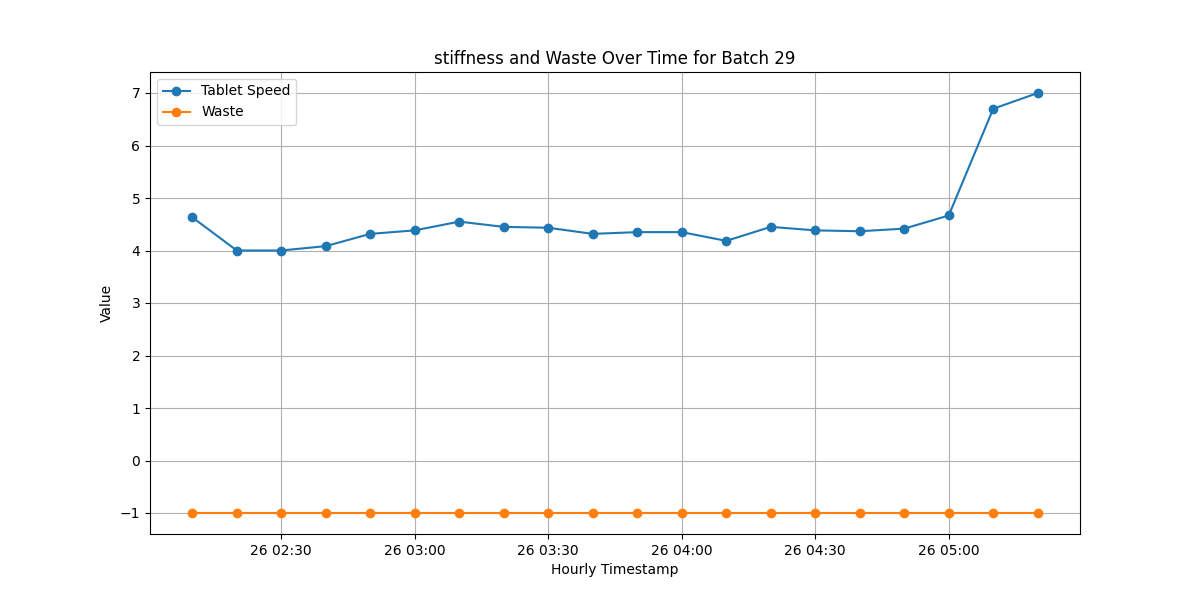 stiffness and Waste Over Time for Batch 29
Tablet Speed
Waste
7
6
5
4
3
2
1
0
−1
Value
26 02:30 26 03:00 26 03:30 26 04:00 26 04:30 26 05:00
Hourly Timestamp